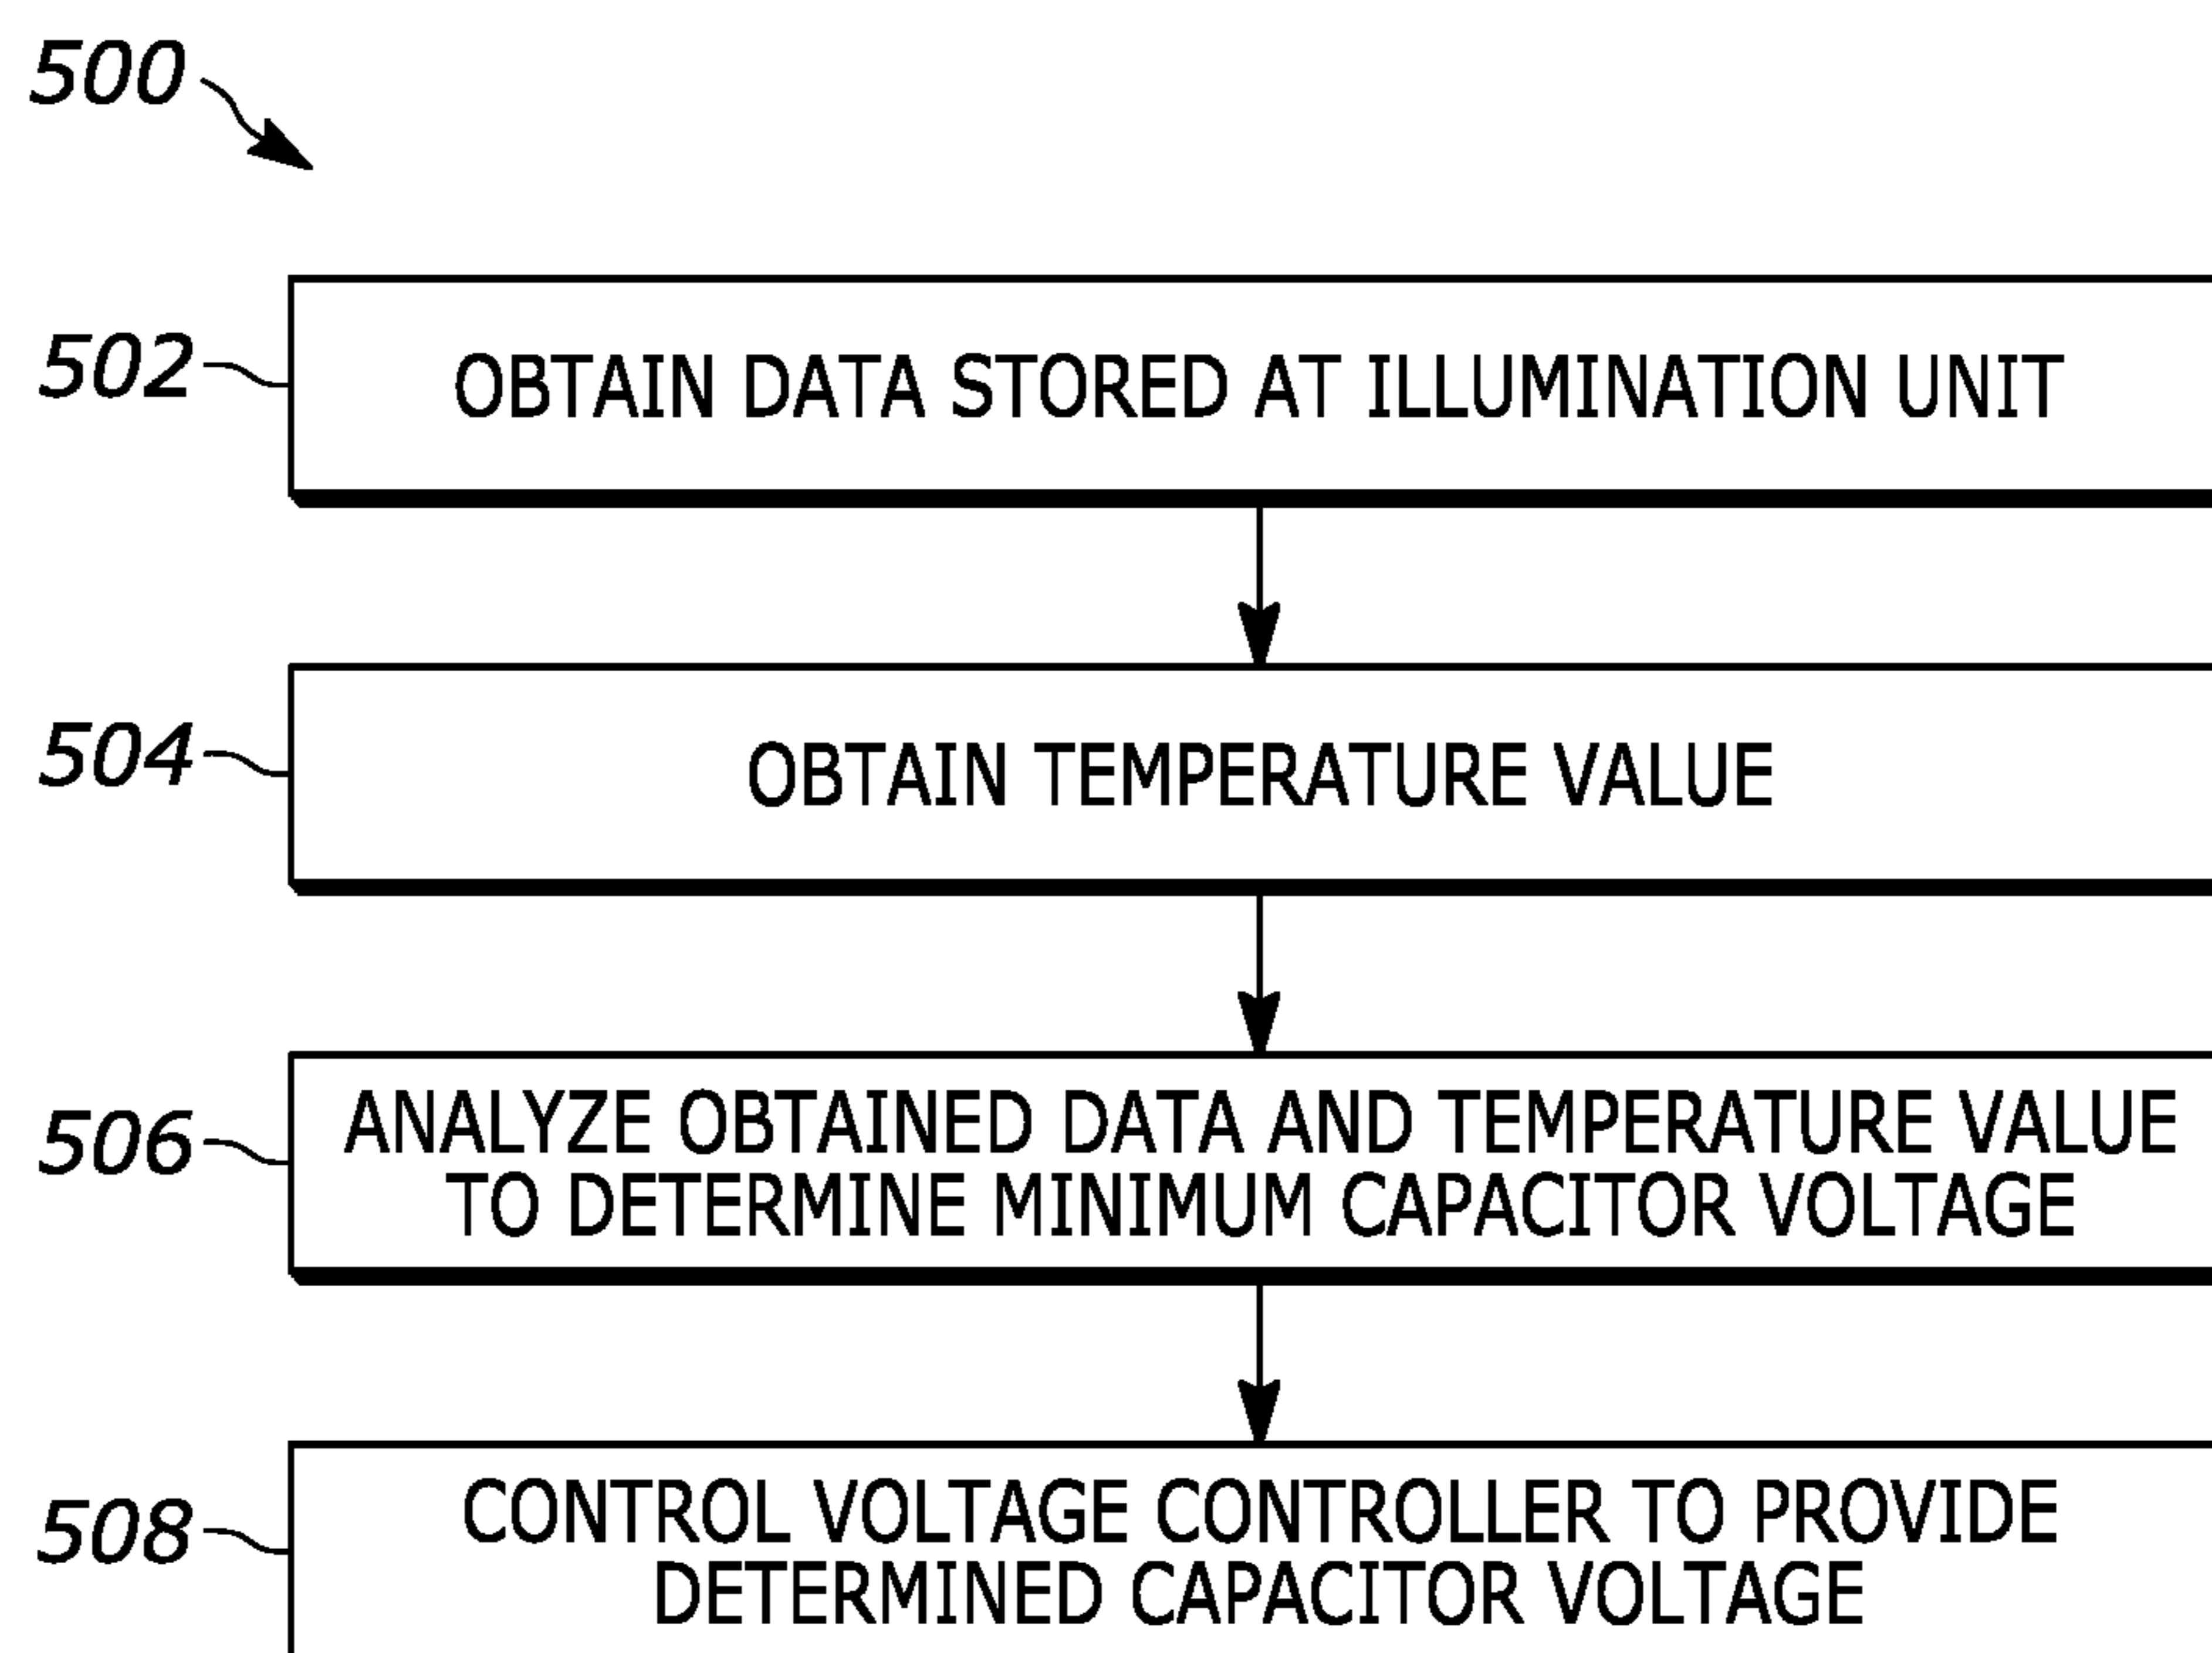 500
502
OBTAIN DATA STORED AT ILLUMINATION UNIT
504
OBTAIN TEMPERATURE VALUE
506
ANALYZE OBTAINED DATA AND TEMPERATURE VALUE
TO DETERMINE MINIMUM CAPACITOR VOLTAGE
508
CONTROL VOLTAGE CONTROLLER TO PROVIDE
DETERMINED CAPACITOR VOLTAGE